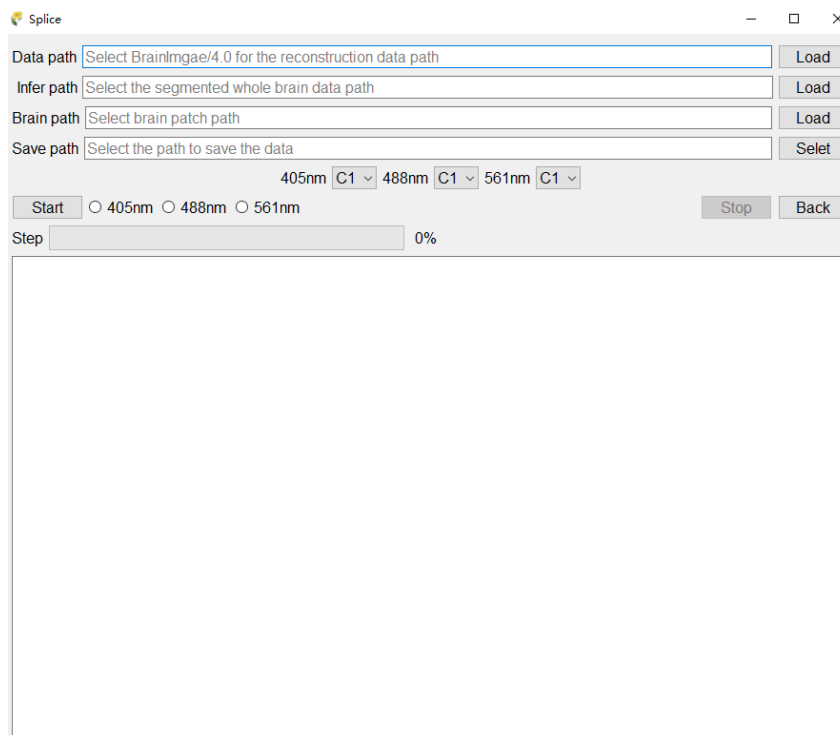 Splice
Data path Select BrainImgae/4.0 for the reconstruction data path Load
Infer path Select the segmented whole brain data path Load
Brain path Select brain patch path Load
Save path Select the path to save the data Selet
405nm C1 488nm C1 561nm C1
Start 405nm 488nm 561nm Stop Back
Step 0%